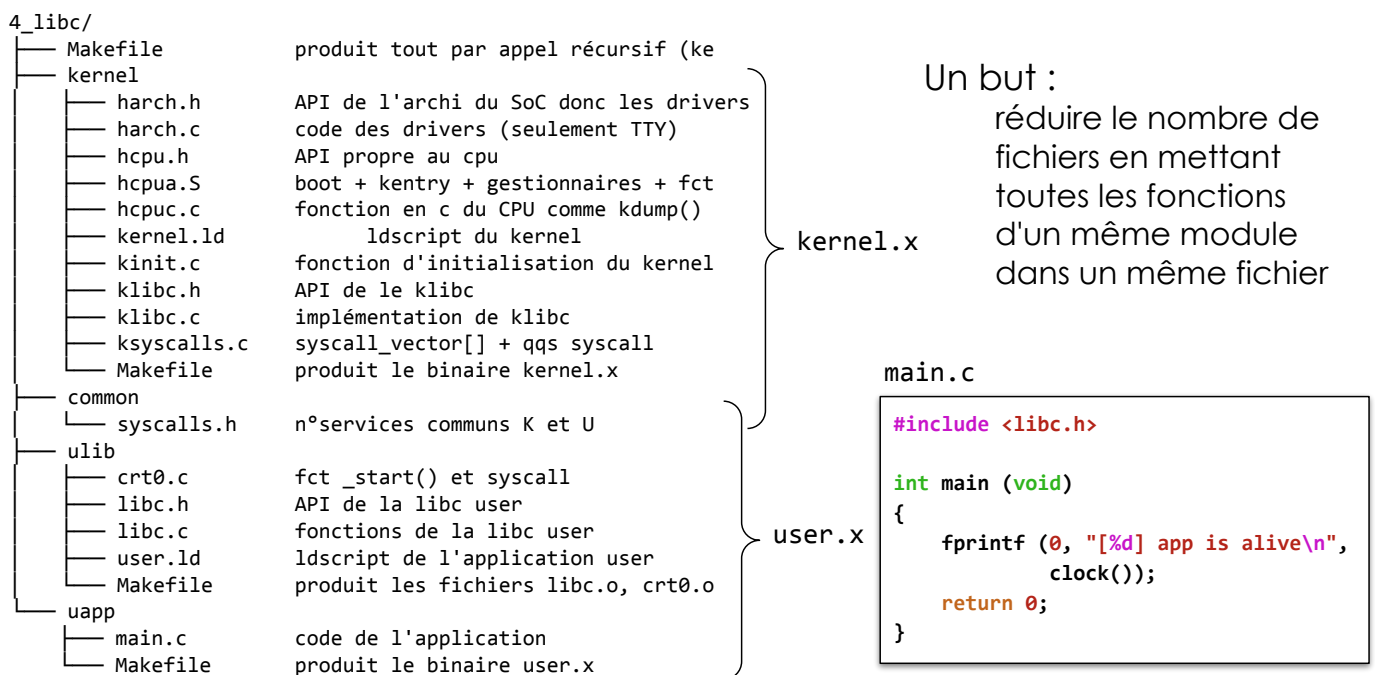 4_libc/
├── Makefile produit tout par appel récursif (ke
├── kernel
│ ├── harch.h API de l'archi du SoC donc les drivers
│ ├── harch.c code des drivers (seulement TTY)
│ ├── hcpu.h API propre au cpu
│ ├── hcpua.S boot + kentry + gestionnaires + fct
│ ├── hcpuc.c fonction en c du CPU comme kdump()
│ ├── kernel.ld ldscript du kernel
│ ├── kinit.c fonction d'initialisation du kernel
│ ├── klibc.h API de le klibc
│ ├── klibc.c implémentation de klibc
│ ├── ksyscalls.c syscall_vector[] + qqs syscall
│ └── Makefile produit le binaire kernel.x
├── common
│ └── syscalls.h n°services communs K et U
├── ulib
│ ├── crt0.c fct _start() et syscall
│ ├── libc.h API de la libc user
│ ├── libc.c fonctions de la libc user
│ ├── user.ld ldscript de l'application user
│ └── Makefile produit les fichiers libc.o, crt0.o
└── uapp
├── main.c code de l'application
└── Makefile produit le binaire user.x
kernel.x
user.x
Un but :
réduire le nombre de
fichiers en mettant
toutes les fonctions
d'un même module
dans un même fichier
main.c
#include <libc.h>
int main (void)
{
fprintf (0, "[%d] app is alive\n",
clock());
return 0;
}